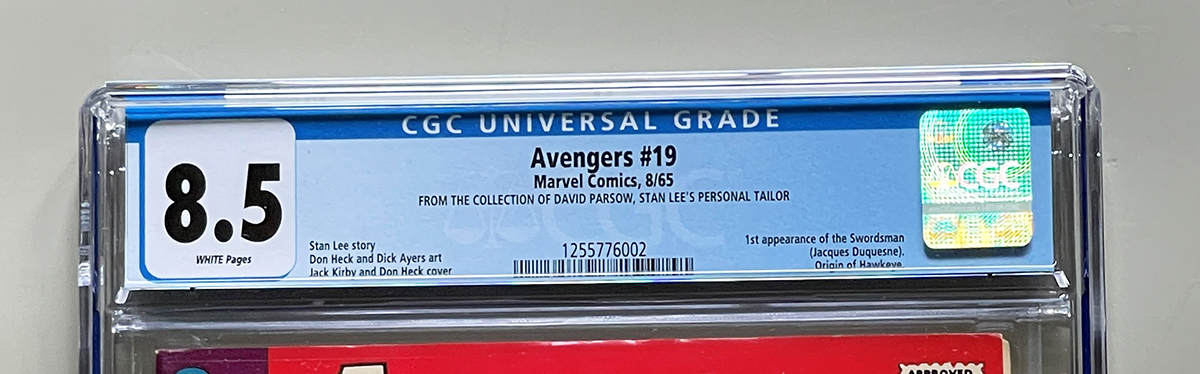 CGC UNIVERSAL GRADE
8.5
WHITE Pages
Avengers #19
Marvel Comics, 8/65
FROM THE COLLECTION OF DAVID PARSOW, STAN LEE'S PERSONAL TAILOR
Stan Lee story
Don Heck and Dick Ayers art
Jack Kirby and Don Heck cover
1255776002
1st appearance of the Swordsman
(Jacques Duquesne).
Origin of Hawkeye.
CGC
CGC
APPROVED